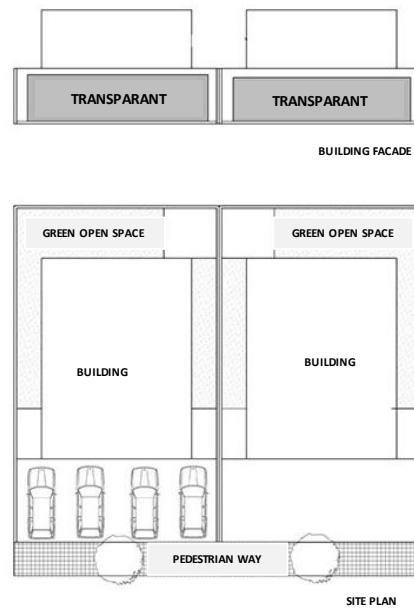 TRANSPARANT
TRANSPARANT
BUILDING FACADE
GREEN OPEN SPACE
GREEN OPEN SPACE
BUILDING
BUILDING
PEDESTRIAN WAY
SITE PLAN